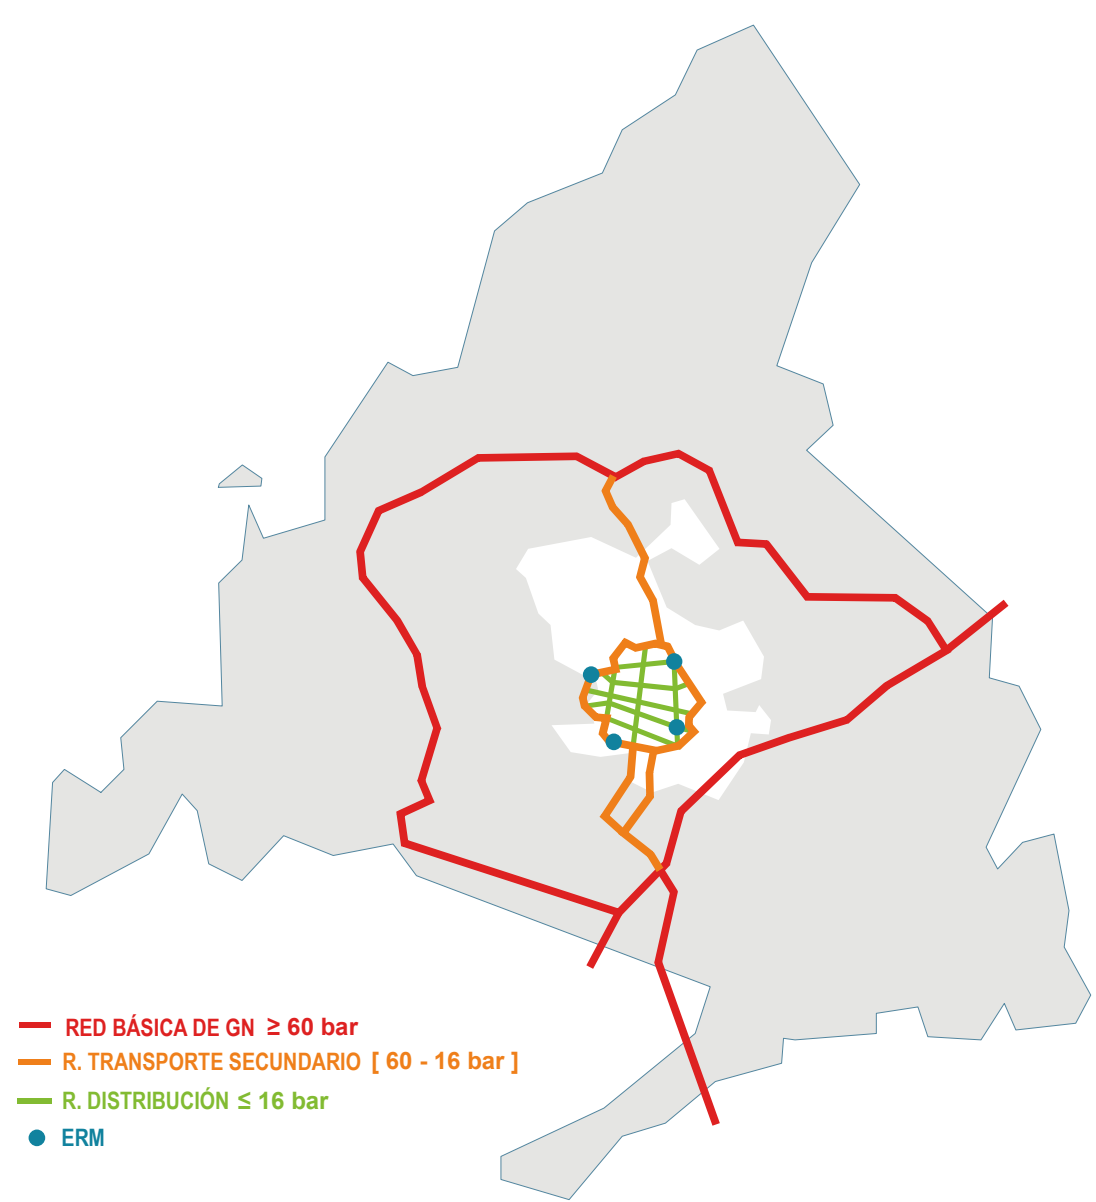 RED BÁSICA DE GN ≥ 60 bar
R. TRANSPORTE SECUNDARIO [ 60 - 16 bar ]
R. DISTRIBUCIÓN ≤ 16 bar
ERM